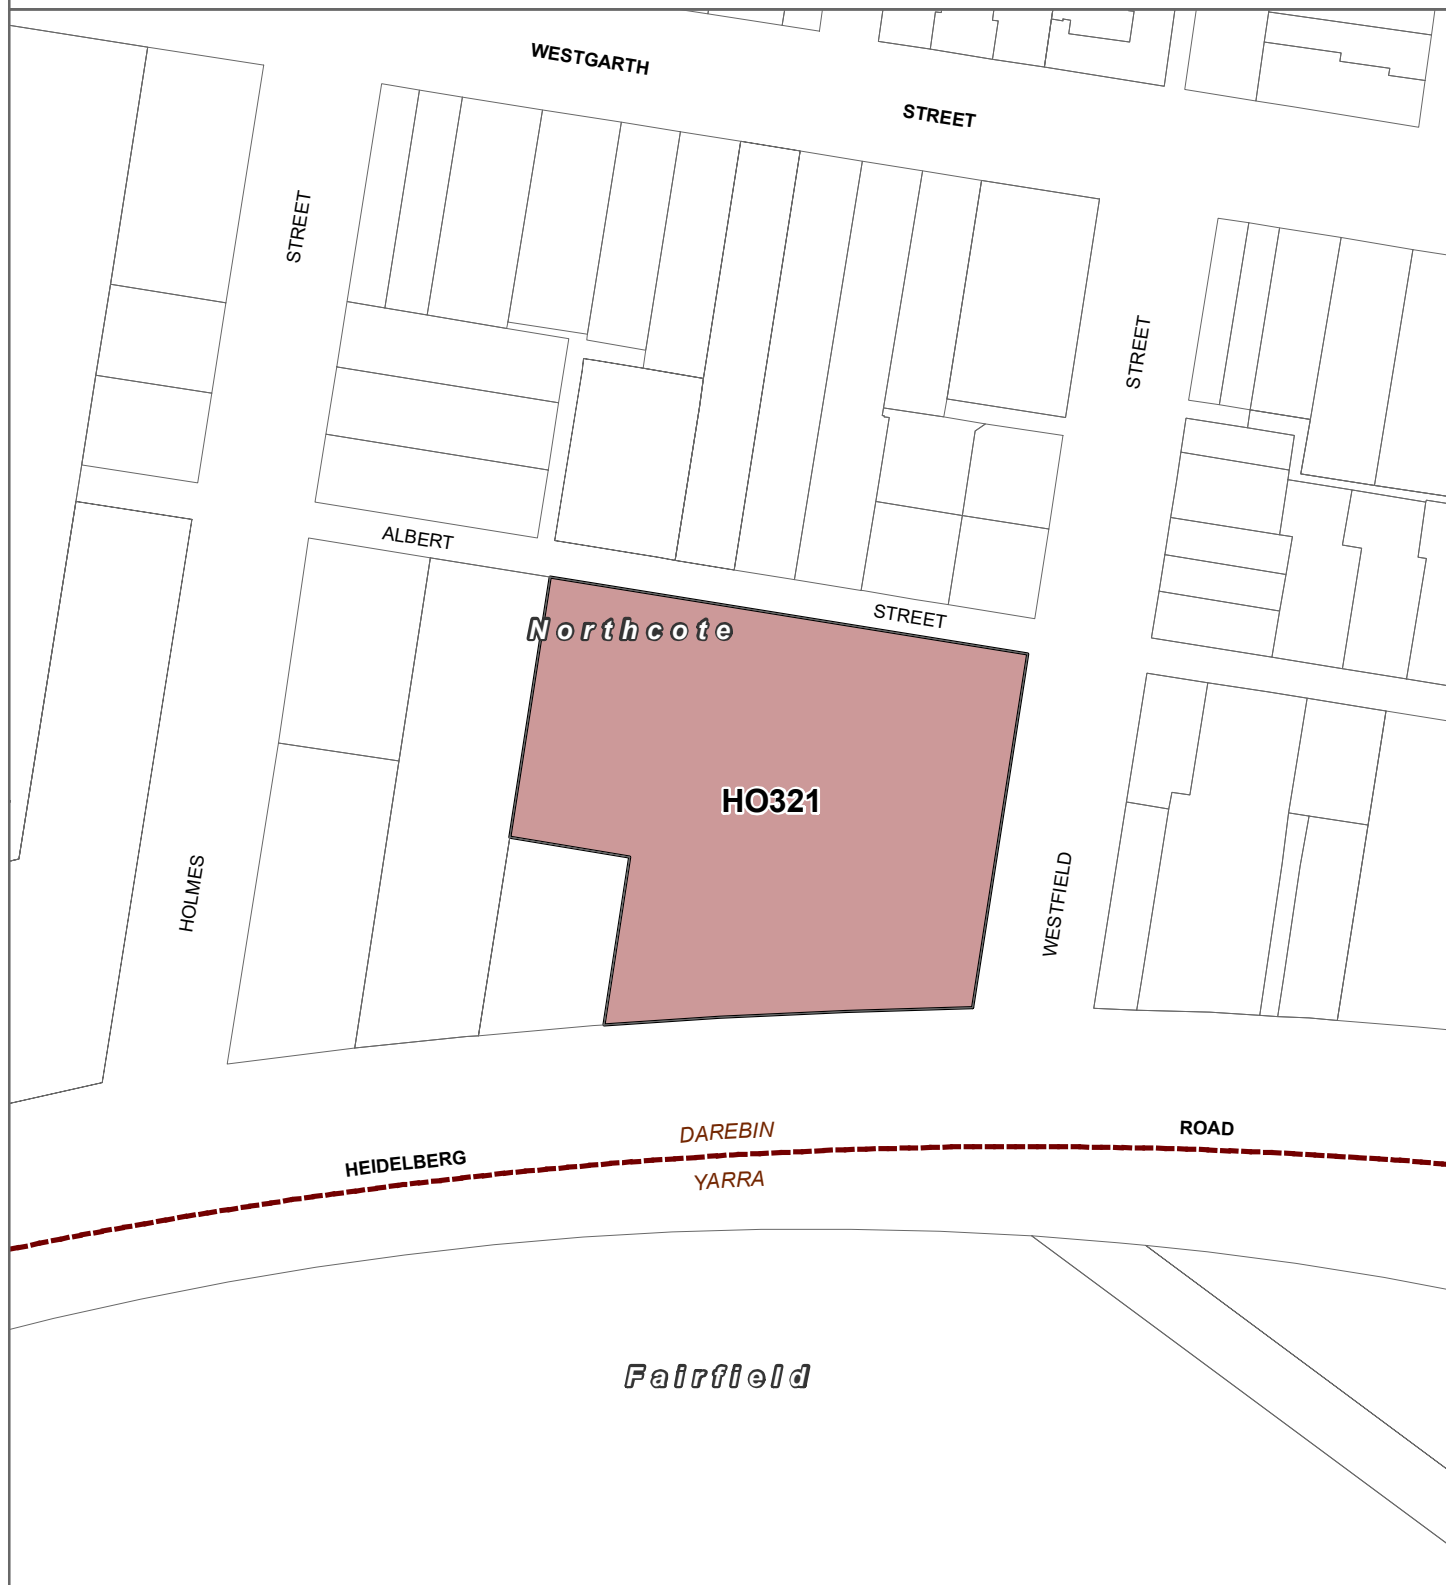 WESTGARTH
STREET
STREET
STREET
ALBERT
STREET
Northcote
HO321
HOLMES
WESTFIELD
DAREBIN
ROAD
HEIDELBERG
YARRA
Fairfield